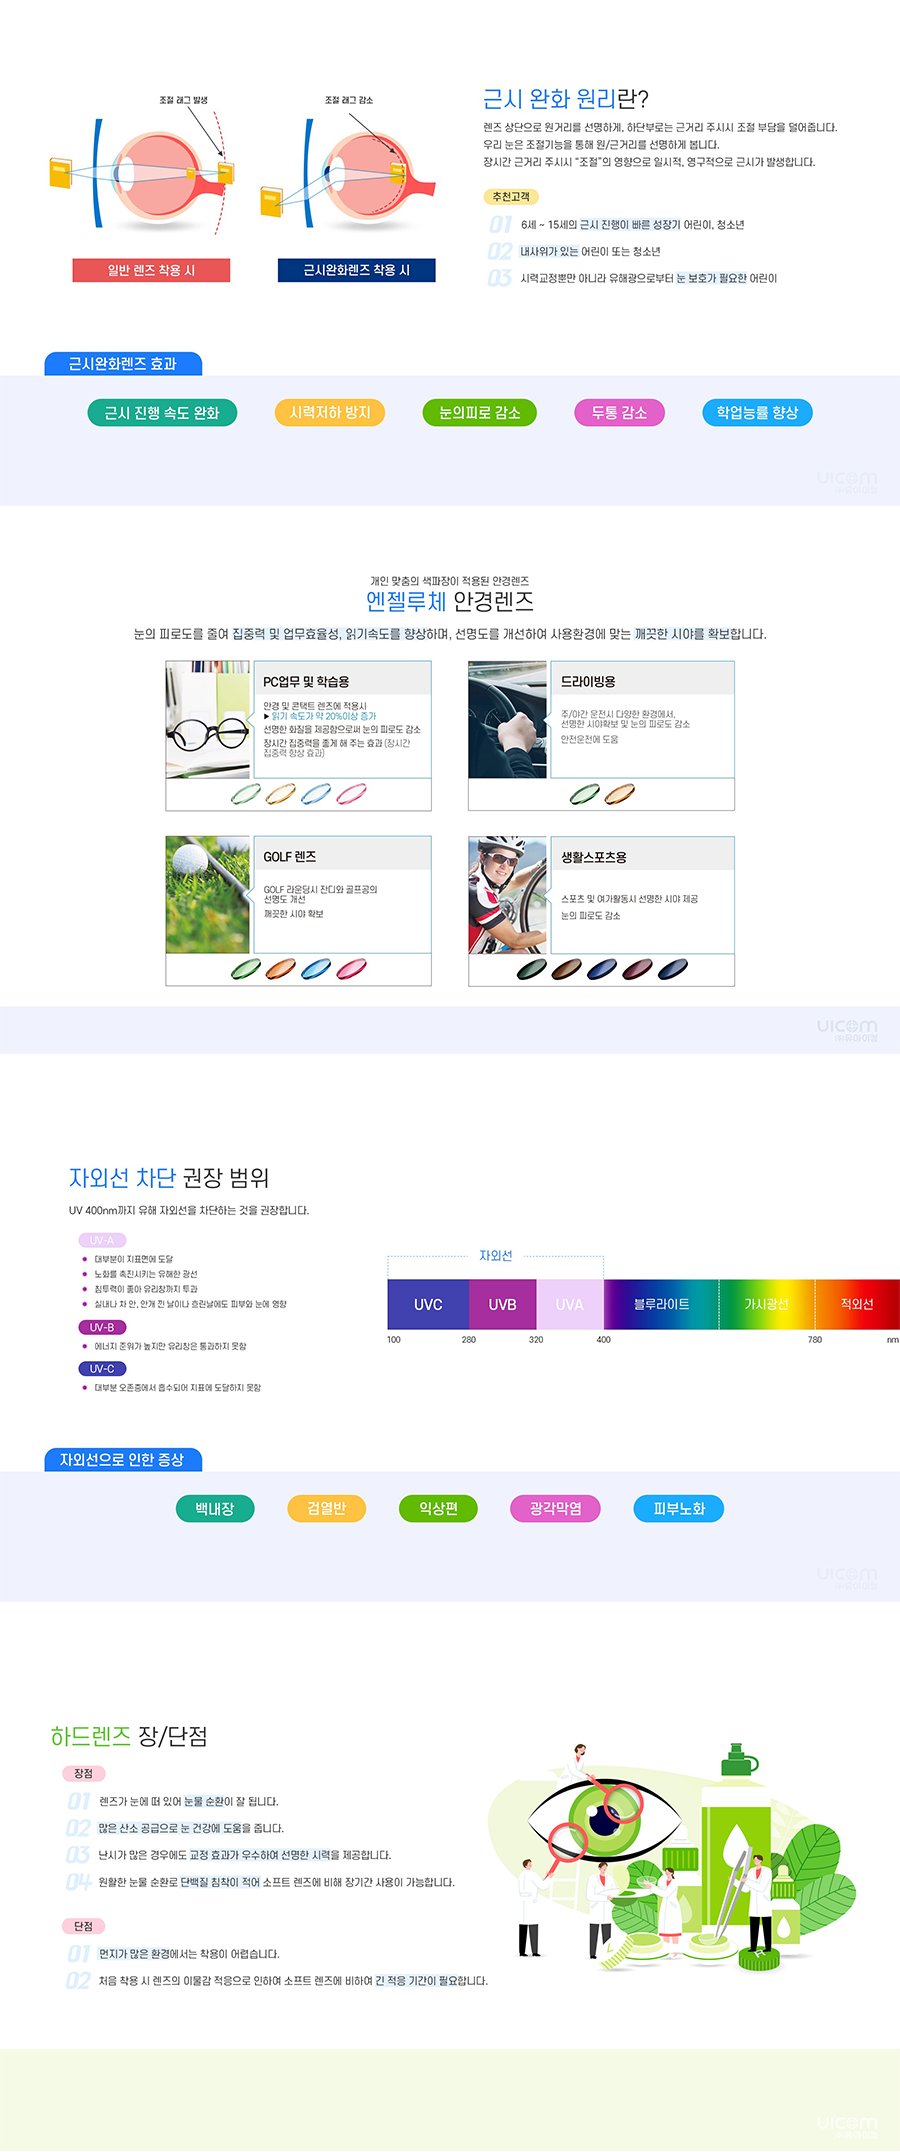 조절 래그 발생
조절 래그 감소
일반 렌즈 착용 시
근시완화렌즈 착용 시
근시 완화 원리란?
렌즈 상단으로 원거리를 선명하게, 하단부로는 근거리 주시시 조절 부담을 덜어줍니다.
우리 눈은 조절기능을 통해 원/근거리를 선명하게 봅니다.
장시간 근거리 주시시 "조절"의 영향으로 일시적, 영구적으로 근시가 발생합니다.
추천고객
01 6세 ~ 15세의 근시 진행이 빠른 성장기 어린이, 청소년
02 내사위가 있는 어린이 또는 청소년
03 시력교정뿐만 아니라 유해광으로부터 눈 보호가 필요한 어린이
근시완화렌즈 효과
근시 진행 속도 완화
시력저하 방지
눈의피로 감소
두통 감소
학업능률 향상
UICOM
개인 맞춤의 색파장이 적용된 안경렌즈
엔젤루체 안경렌즈
눈의 피로도를 줄여 집중력 및 업무효율성, 읽기속도를 향상하며, 선명도를 개선하여 사용환경에 맞는 깨끗한 시야를 확보합니다.
PC업무 및 학습용
안경 및 콘택트 렌즈에 적용시
▶ 읽기 속도가 약 20%이상 증가
선명한 화질을 제공함으로써 눈의 피로도 감소
장시간 집중력을 좋게 해 주는 효과 (장시간
집중력 향상 효과)
드라이빙용
주/야간 운전시 다양한 환경에서,
선명한 시야확보 및 눈의 피로도 감소
안전운전에 도움
GOLF 렌즈
GOLF 라운딩시 잔디와 골프공의
선명도 개선
깨끗한 시야 확보
생활스포츠용
스포츠 및 여가활동시 선명한 시야 제공
눈의 피로도 감소
UICOM
(주)유아이컴
자외선 차단 권장 범위
UV 400nm까지 유해 자외선을 차단하는 것을 권장합니다.
UV-A
대부분이 지표면에 도달
노화를 촉진시키는 유해한 광선
침투력이 좋아 유리창까지 투과
실내나 차 안, 안개 낀 날이나 흐린날에도 피부와 눈에 영향
UV-B
에너지 준위가 높지만 유리창은 통과하지 못함
UV-C
대부분 오존층에서 흡수되어 지표에 도달하지 못함
자외선
UVC UVB UVA 블루라이트 가시광선 적외선
100 280 320 400 780 nm
자외선으로 인한 증상
백내장
검열반
익상편
광각막염
피부노화
UICOM
하드렌즈 장/단점
장점
01 렌즈가 눈에 떠 있어 눈물 순환이 잘 됩니다.
02 많은 산소 공급으로 눈 건강에 도움을 줍니다.
03 난시가 많은 경우에도 교정 효과가 우수하여 선명한 시력을 제공합니다.
04 원활한 눈물 순환로 단백질 침착이 적어 소프트 렌즈에 비해 장기간 사용이 가능합니다.
단점
01 먼지가 많은 환경에서는 착용이 어렵습니다.
02 처음 착용 시 렌즈의 이물감 적응으로 인하여 소프트 렌즈에 비하여 긴 적응 기간이 필요합니다.
UICOM